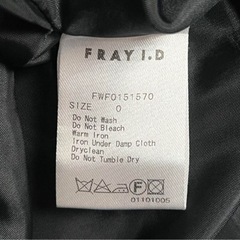 FRAY I.D
FWF0151570
SIZE 0
Do Not Wash
Do Not Bleach
Warm Iron
Iron Under Damp Cloth
Dryclean
Do Not Tumble Dry
F
01101005